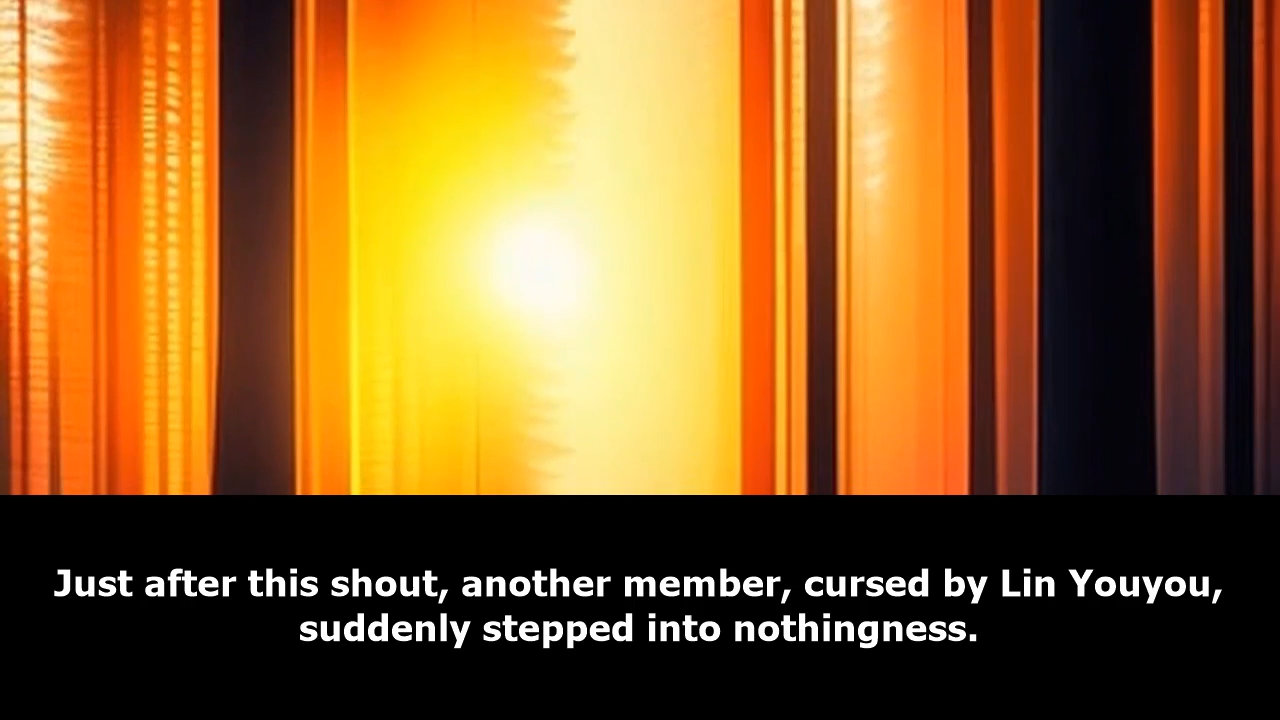 Just after this shout, another member, cursed by Lin Youyou,
suddenly stepped into nothingness.